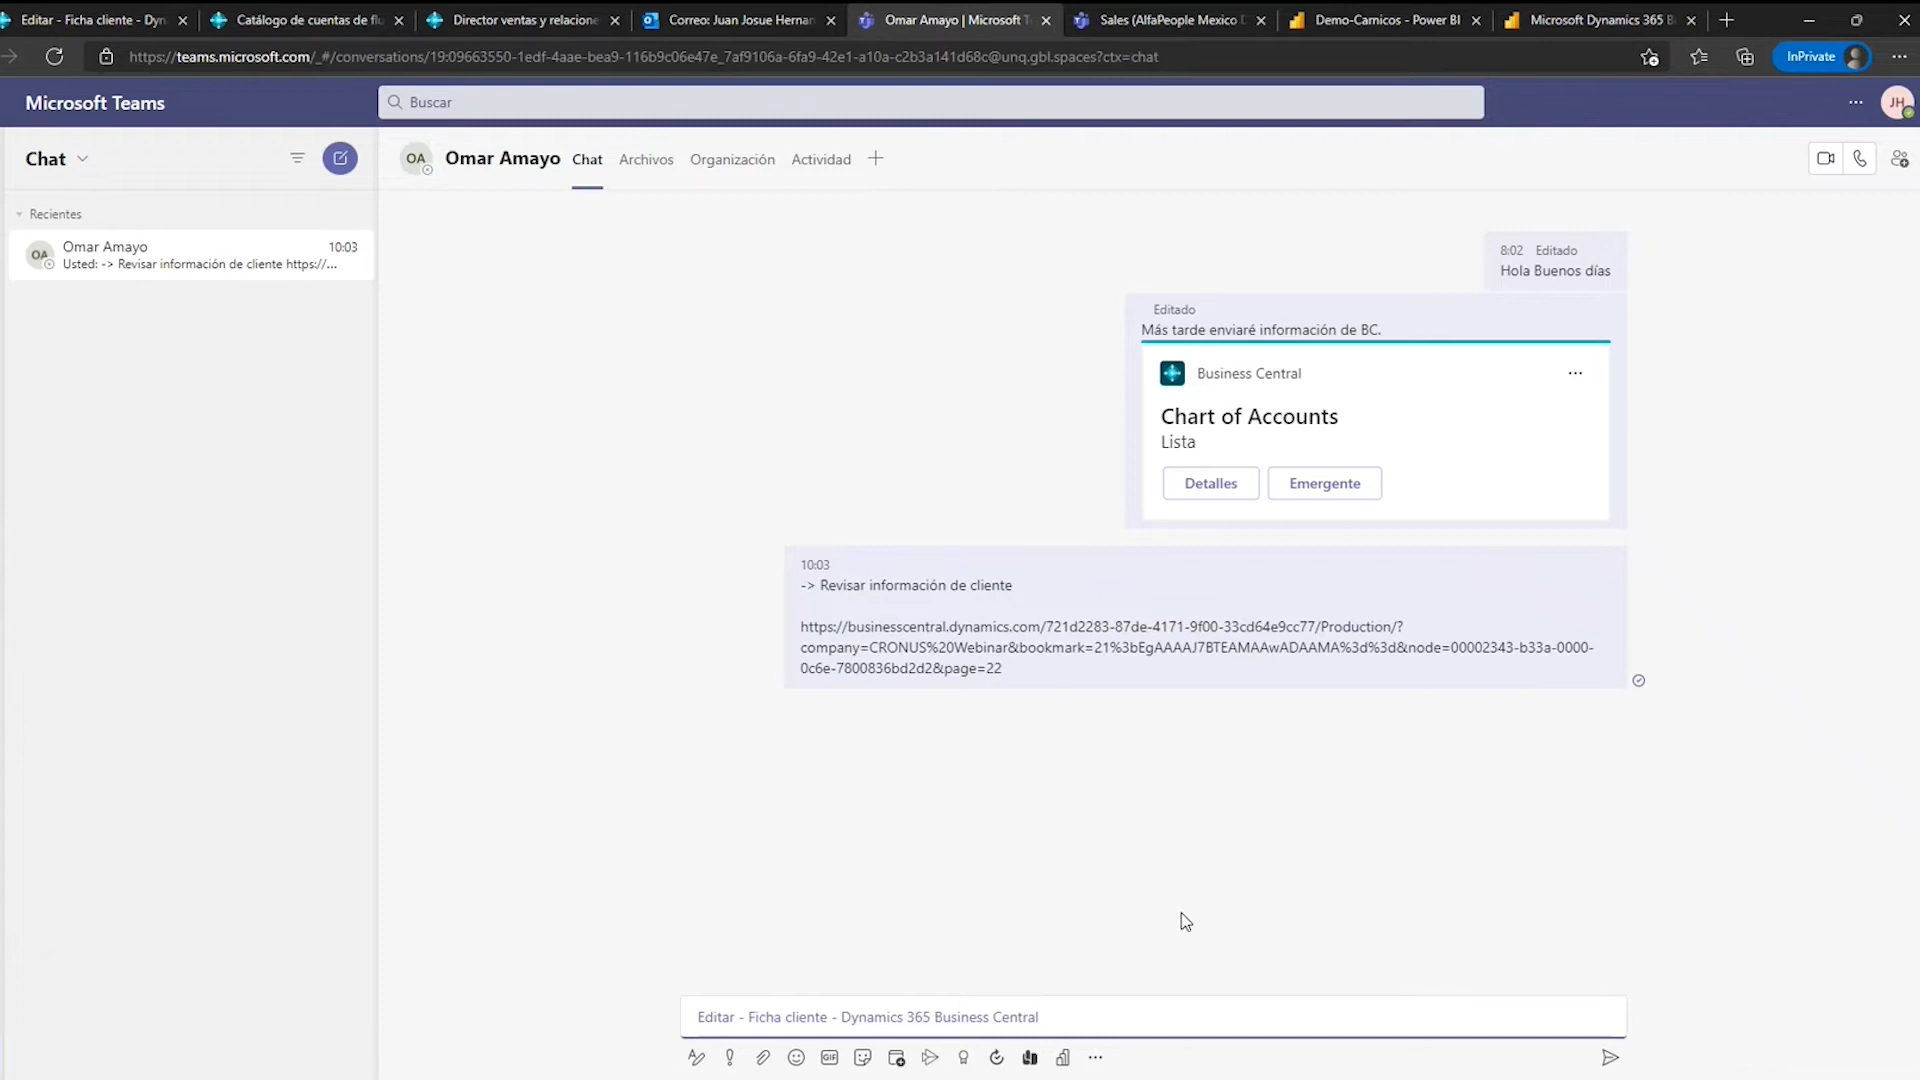 Editar - Ficha cliente - Dyn
Catálogo de cuentas de flu
Director ventas y relacione
Correo: Juan Josue Hernan
Omar Amayo | Microsoft T
Sales (AlfaPeople Mexico D
Demo-Carnicos - Power BI
Microsoft Dynamics 365 B
https://teams.microsoft.com/_#/conversations/19:09663550-1edf-4aae-bea9-116b9c06e47e_7af9106a-6fa9-42e1-a10a-c2b3a141d68c@unq.gbl.spaces?ctx=chat
InPrivate
Microsoft Teams
Buscar
JH
Chat
OA
Omar Amayo
Chat
Archivos
Organización
Actividad
Recientes
OA
Omar Amayo
10:03
Usted: -> Revisar información de cliente https://...
8:02 Editado
Hola Buenos días
Editado
Más tarde enviaré información de BC.
Business Central
Chart of Accounts
Lista
Detalles
Emergente
10:03
-> Revisar información de cliente
https://businesscentral.dynamics.com/721d2283-87de-4171-9f00-33cd64e9cc77/Production/?
company=CRONUS%20Webinar&bookmark=21%3bEgAAAAJ7BTEAMAAwADAAMA%3d%3d&node=00002343-b33a-0000-
0c6e-7800836bd2d2&page=22
Editar - Ficha cliente - Dynamics 365 Business Central
GIF